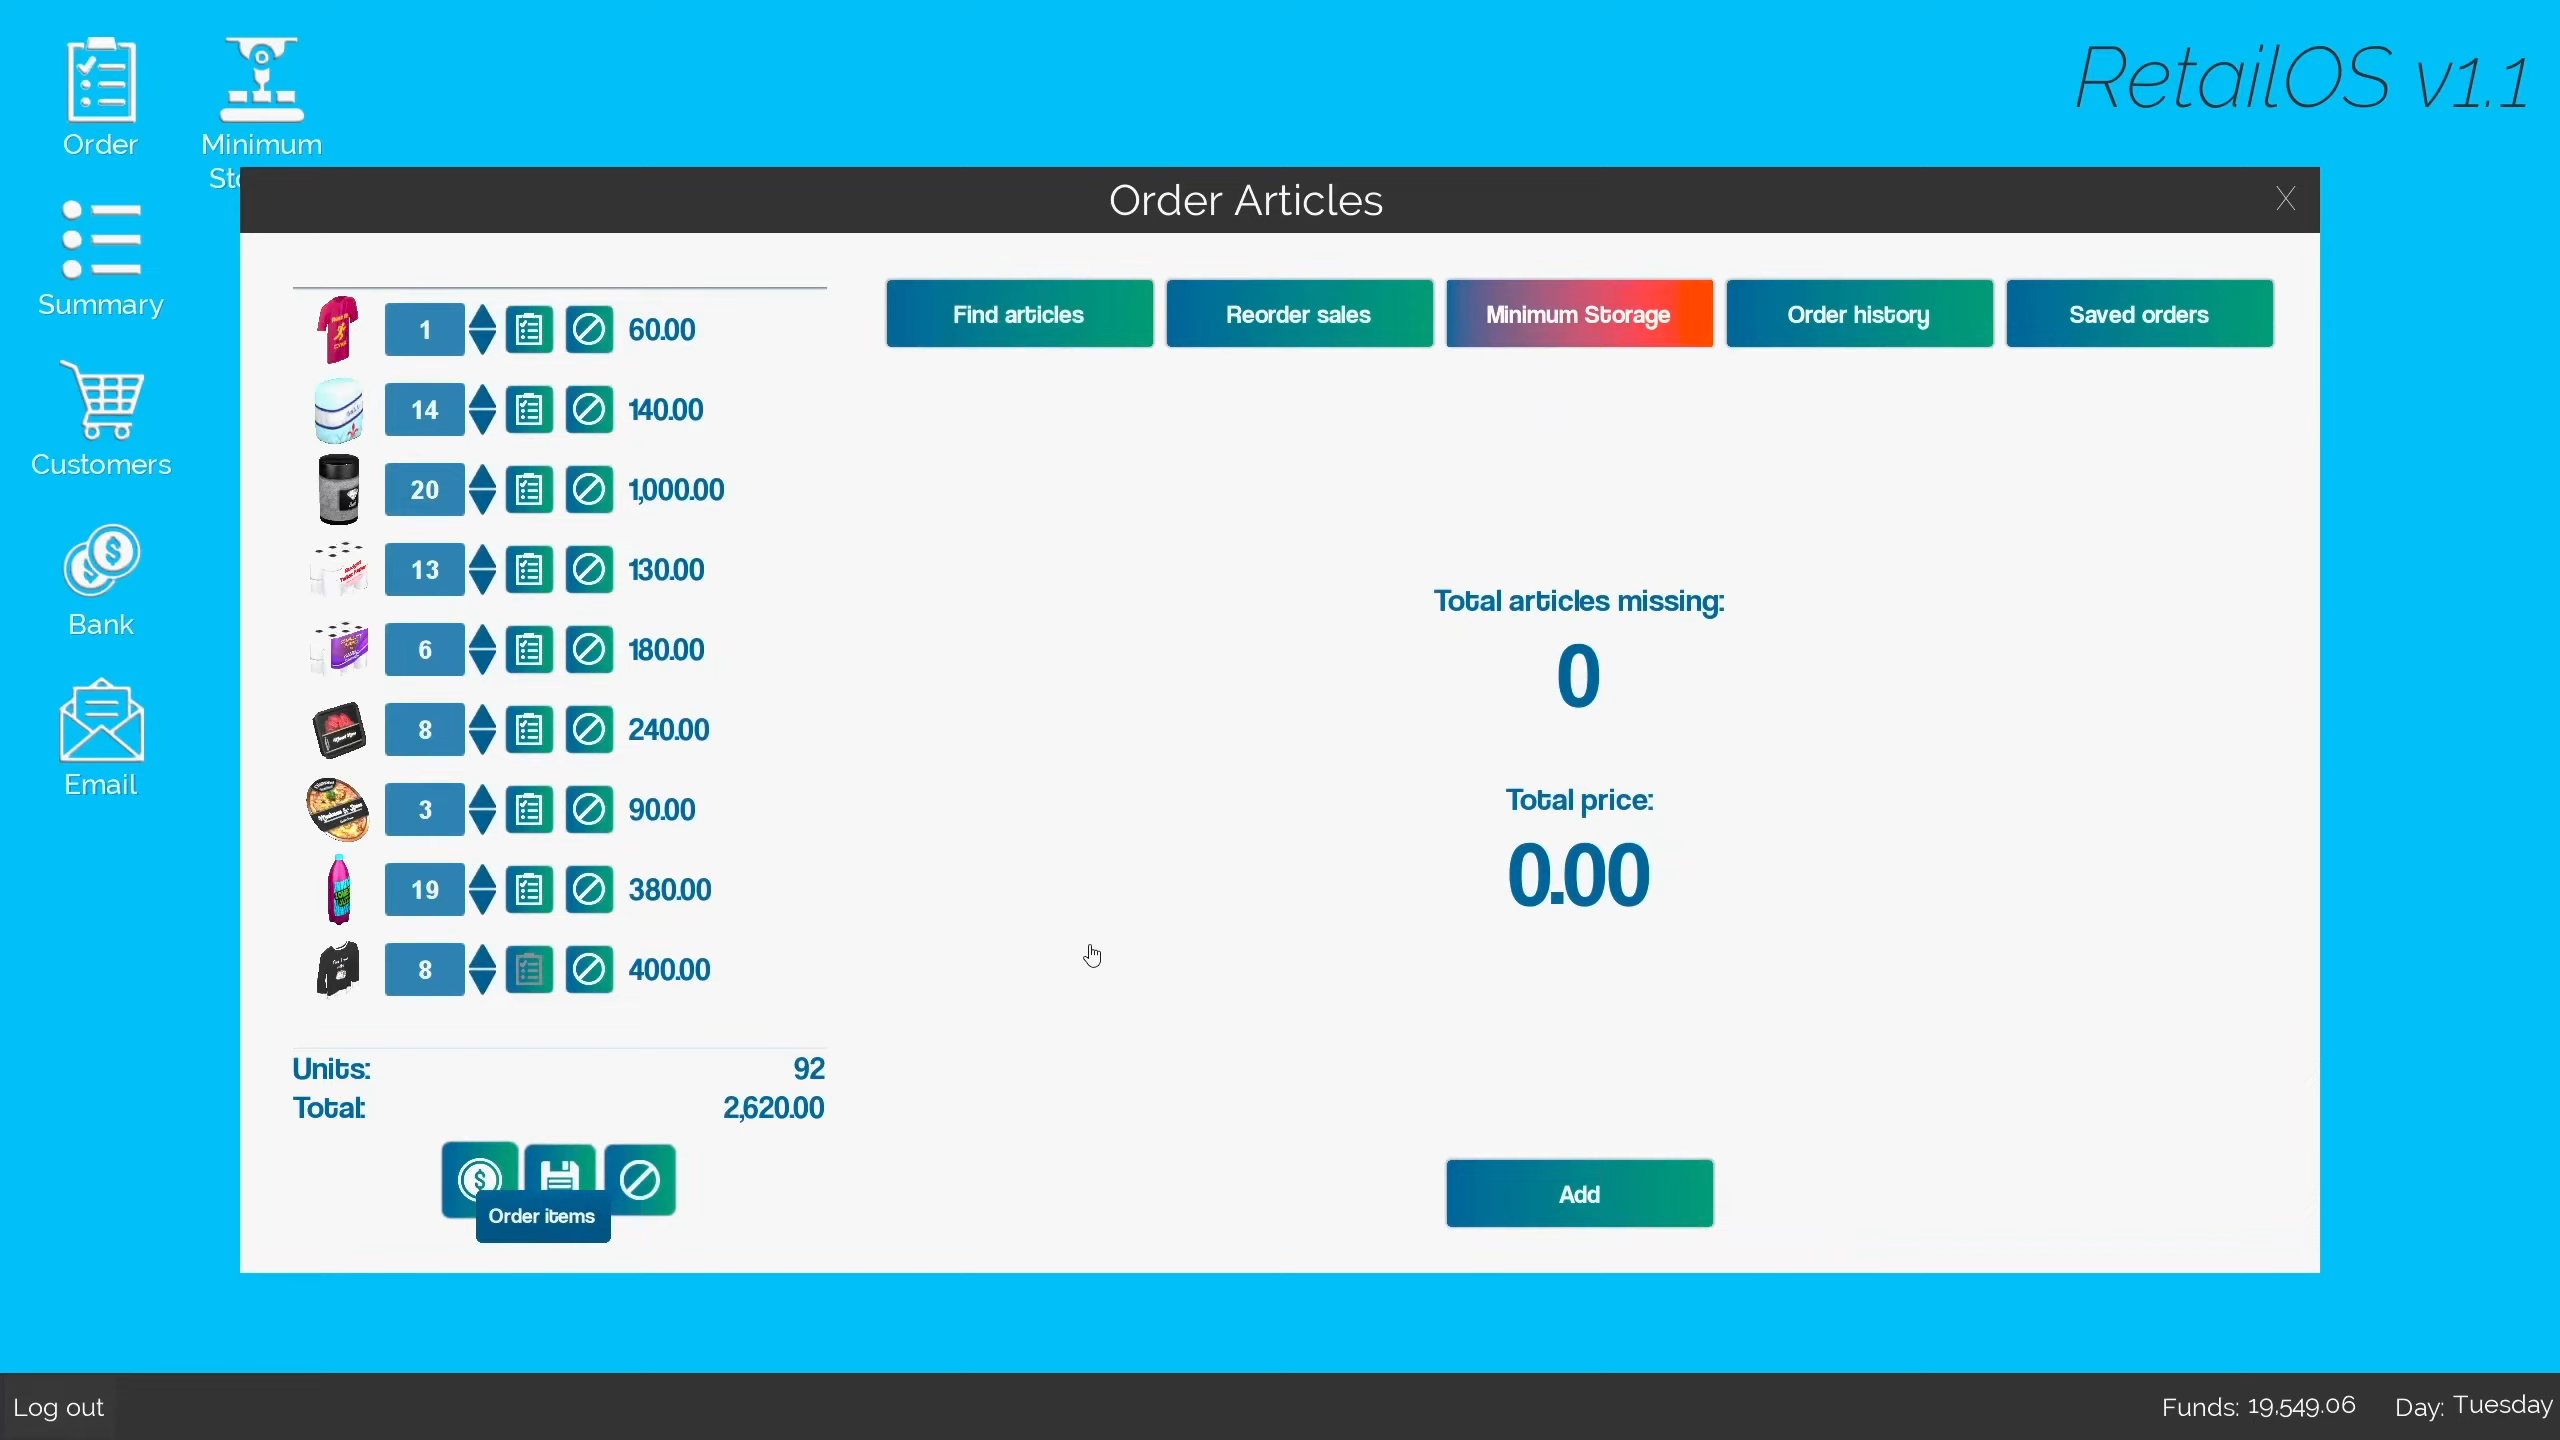 RetailOS v1.1
Order
Minimum
Sto
Summary
Customers
Bank
Email
Order Articles
X
Find articles
Reorder sales
Minimum Storage
Order history
Saved orders
1
60.00
14
140.00
20
1,000.00
13
130.00
6
180.00
8
240.00
3
90.00
19
380.00
8
400.00
Units:
92
Total:
2,620.00
Order items
Total articles missing:
0
Total price:
0.00
Add
Log out
Funds: 19,549.06
Day: Tuesday